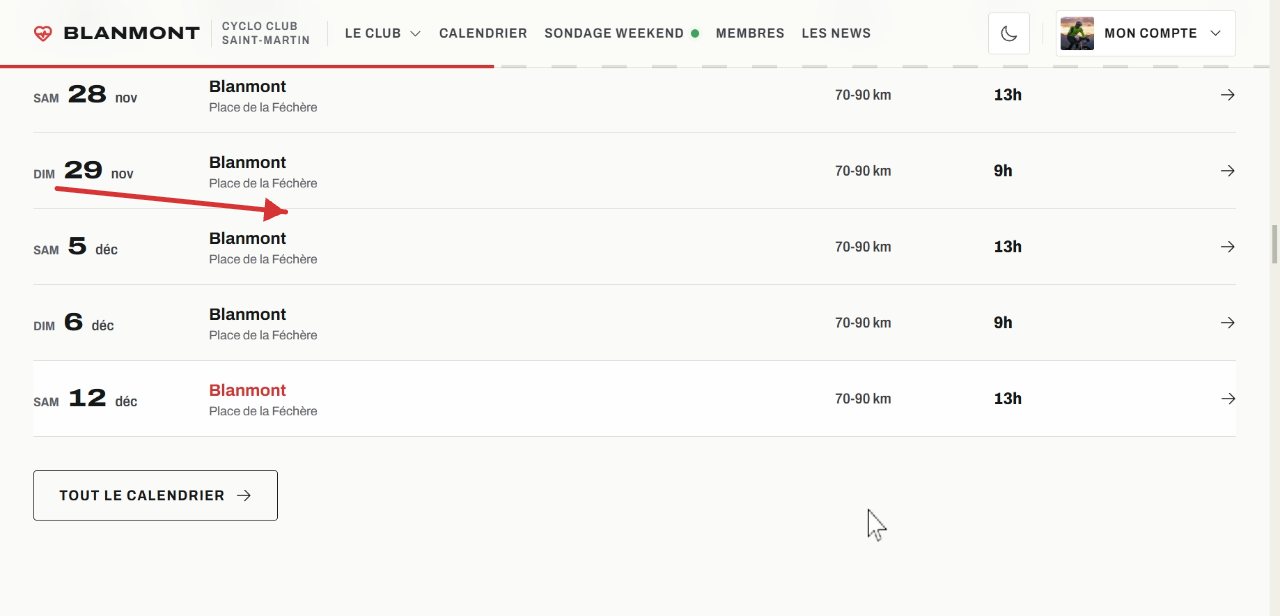 BLANMONT
CYCLO CLUB
SAINT-MARTIN
LE CLUB
CALENDRIER
SONDAGE WEEKEND
MEMBRES
LES NEWS
MON COMPTE
SAM 28 nov
Blanmont
Place de la Féchère
70-90 km
13h
DIM 29 nov
Blanmont
Place de la Féchère
70-90 km
9h
SAM 5 déc
Blanmont
Place de la Féchère
70-90 km
13h
DIM 6 déc
Blanmont
Place de la Féchère
70-90 km
9h
SAM 12 déc
Blanmont
Place de la Féchère
70-90 km
13h
TOUT LE CALENDRIER